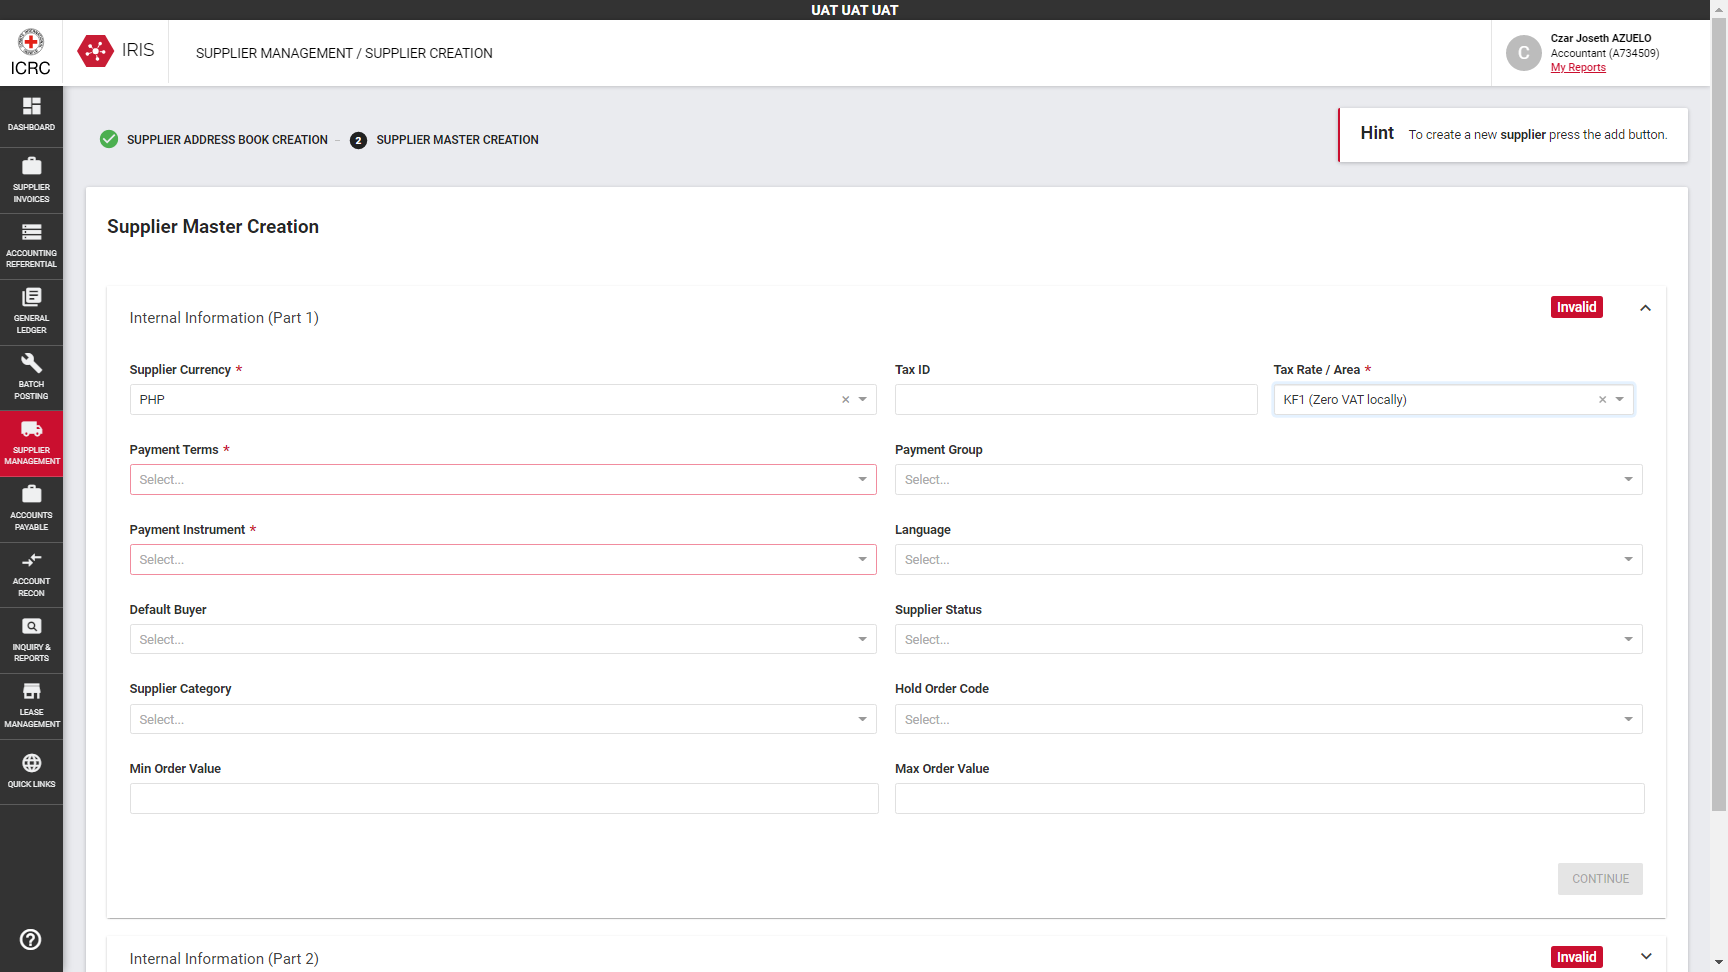 UAT UAT UAT
ICRC
IRIS
SUPPLIER MANAGEMENT / SUPPLIER CREATION
C
Czar Joseth AZUELO
Accountant (A734509)
My Reports
DASHBOARD
SUPPLIER
INVOICES
ACCOUNTING
REFERENTIAL
GENERAL
LEDGER
BATCH
POSTING
SUPPLIER
MANAGEMENT
ACCOUNTS
PAYABLE
ACCOUNT
RECON
INQUIRY &
REPORTS
LEASE
MANAGEMENT
QUICK LINKS
SUPPLIER ADDRESS BOOK CREATION
2 SUPPLIER MASTER CREATION
Hint To create a new supplier press the add button.
Supplier Master Creation
Internal Information (Part 1)
Invalid
Supplier Currency *
PHP
Tax ID
Tax Rate / Area *
KF1 (Zero VAT locally)
Payment Terms *
Select...
Payment Group
Select...
Payment Instrument *
Select...
Language
Select...
Default Buyer
Select...
Supplier Status
Select...
Supplier Category
Select...
Hold Order Code
Select...
Min Order Value
Max Order Value
CONTINUE
Internal Information (Part 2)
Invalid